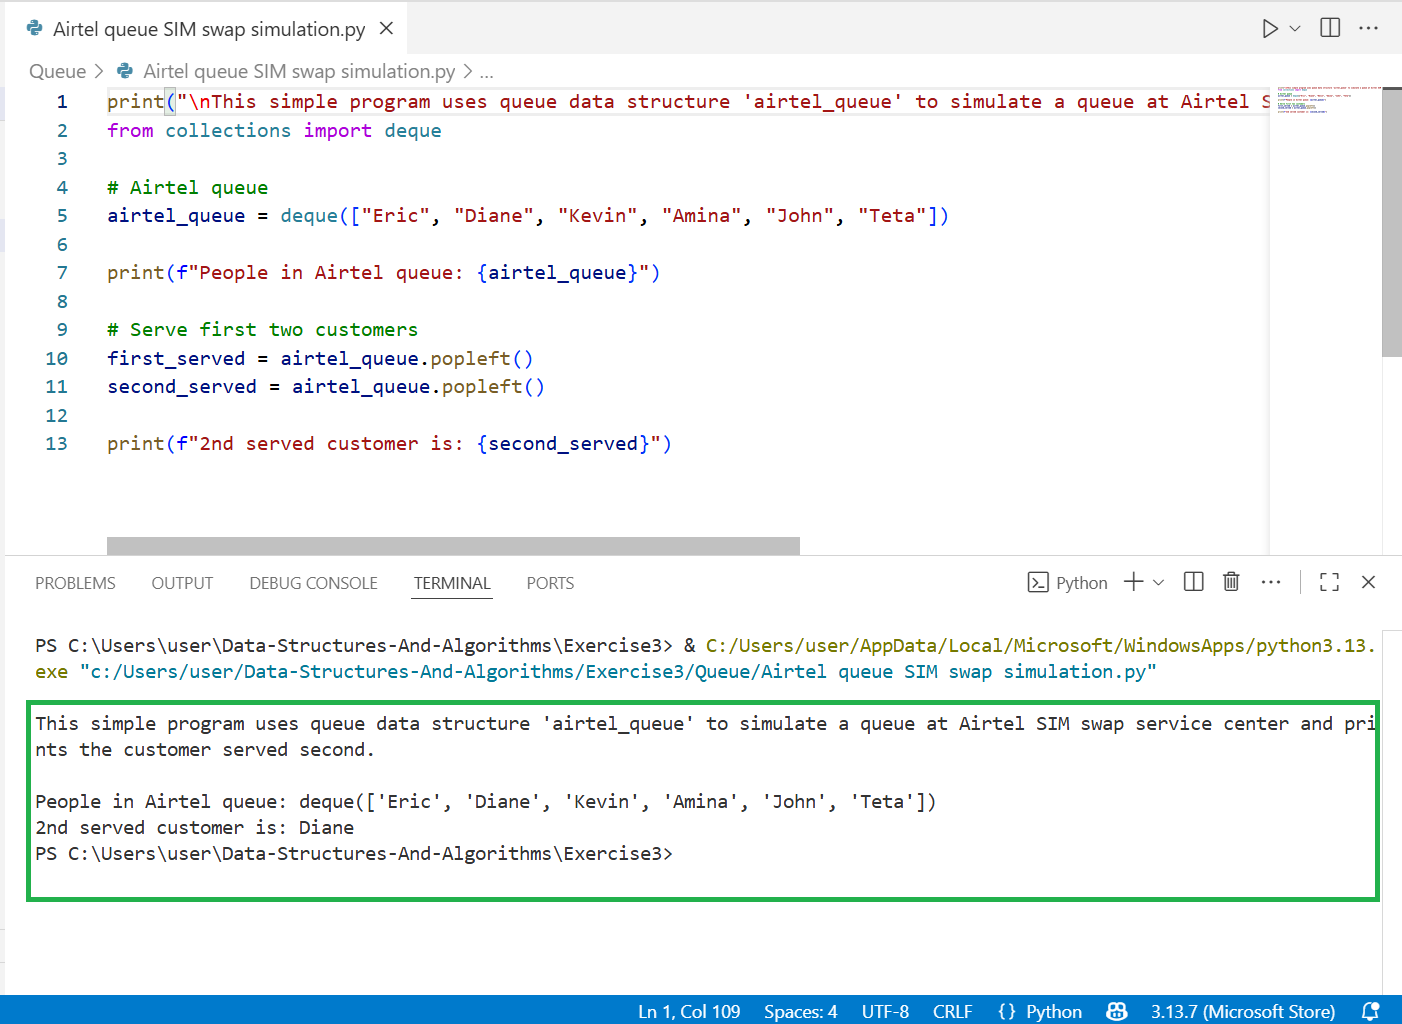 Airtel queue SIM swap simulation.py
Queue > Airtel queue SIM swap simulation.py > ...
1 print("\nThis simple program uses queue data structure 'airtel_queue' to simulate a queue at Airtel S
2 from collections import deque
3
4 # Airtel queue
5 airtel_queue = deque(["Eric", "Diane", "Kevin", "Amina", "John", "Teta"])
6
7 print(f"People in Airtel queue: {airtel_queue}")
8
9 # Serve first two customers
10 first_served = airtel_queue.popleft()
11 second_served = airtel_queue.popleft()
12
13 print(f"2nd served customer is: {second_served}")
PROBLEMS OUTPUT DEBUG CONSOLE TERMINAL PORTS Python
PS C:\Users\user\Data-Structures-And-Algorithms\Exercise3> & C:/Users/user/AppData/Local/Microsoft/WindowsApps/python3.13.
exe "c:/Users/user/Data-Structures-And-Algorithms/Exercise3/Queue/Airtel queue SIM swap simulation.py"
This simple program uses queue data structure 'airtel_queue' to simulate a queue at Airtel SIM swap service center and pri
nts the customer served second.
People in Airtel queue: deque(['Eric', 'Diane', 'Kevin', 'Amina', 'John', 'Teta'])
2nd served customer is: Diane
PS C:\Users\user\Data-Structures-And-Algorithms\Exercise3>
Ln 1, Col 109 Spaces: 4 UTF-8 CRLF {} Python 3.13.7 (Microsoft Store)